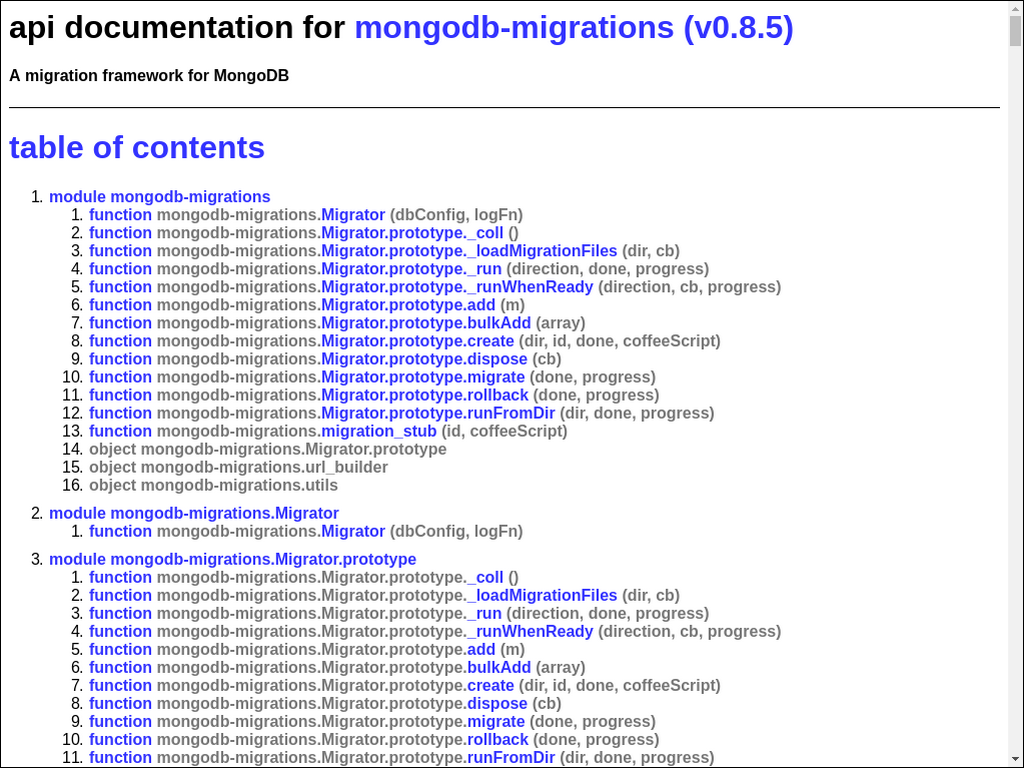 api documentation for mongodb-migrations (v0.8.5)
A migration framework for MongoDB
table of contents
1. module mongodb-migrations
1. function mongodb-migrations.Migrator (dbConfig, logFn)
2. function mongodb-migrations.Migrator.prototype._coll ()
3. function mongodb-migrations.Migrator.prototype._loadMigrationFiles (dir, cb)
4. function mongodb-migrations.Migrator.prototype._run (direction, done, progress)
5. function mongodb-migrations.Migrator.prototype._runWhenReady (direction, cb, progress)
6. function mongodb-migrations.Migrator.prototype.add (m)
7. function mongodb-migrations.Migrator.prototype.bulkAdd (array)
8. function mongodb-migrations.Migrator.prototype.create (dir, id, done, coffeeScript)
9. function mongodb-migrations.Migrator.prototype.dispose (cb)
10. function mongodb-migrations.Migrator.prototype.migrate (done, progress)
11. function mongodb-migrations.Migrator.prototype.rollback (done, progress)
12. function mongodb-migrations.Migrator.prototype.runFromDir (dir, done, progress)
13. function mongodb-migrations.migration_stub (id, coffeeScript)
14. object mongodb-migrations.Migrator.prototype
15. object mongodb-migrations.url_builder
16. object mongodb-migrations.utils
2. module mongodb-migrations.Migrator
1. function mongodb-migrations.Migrator (dbConfig, logFn)
3. module mongodb-migrations.Migrator.prototype
1. function mongodb-migrations.Migrator.prototype._coll ()
2. function mongodb-migrations.Migrator.prototype._loadMigrationFiles (dir, cb)
3. function mongodb-migrations.Migrator.prototype._run (direction, done, progress)
4. function mongodb-migrations.Migrator.prototype._runWhenReady (direction, cb, progress)
5. function mongodb-migrations.Migrator.prototype.add (m)
6. function mongodb-migrations.Migrator.prototype.bulkAdd (array)
7. function mongodb-migrations.Migrator.prototype.create (dir, id, done, coffeeScript)
8. function mongodb-migrations.Migrator.prototype.dispose (cb)
9. function mongodb-migrations.Migrator.prototype.migrate (done, progress)
10. function mongodb-migrations.Migrator.prototype.rollback (done, progress)
11. function mongodb-migrations.Migrator.prototype.runFromDir (dir, done, progress)